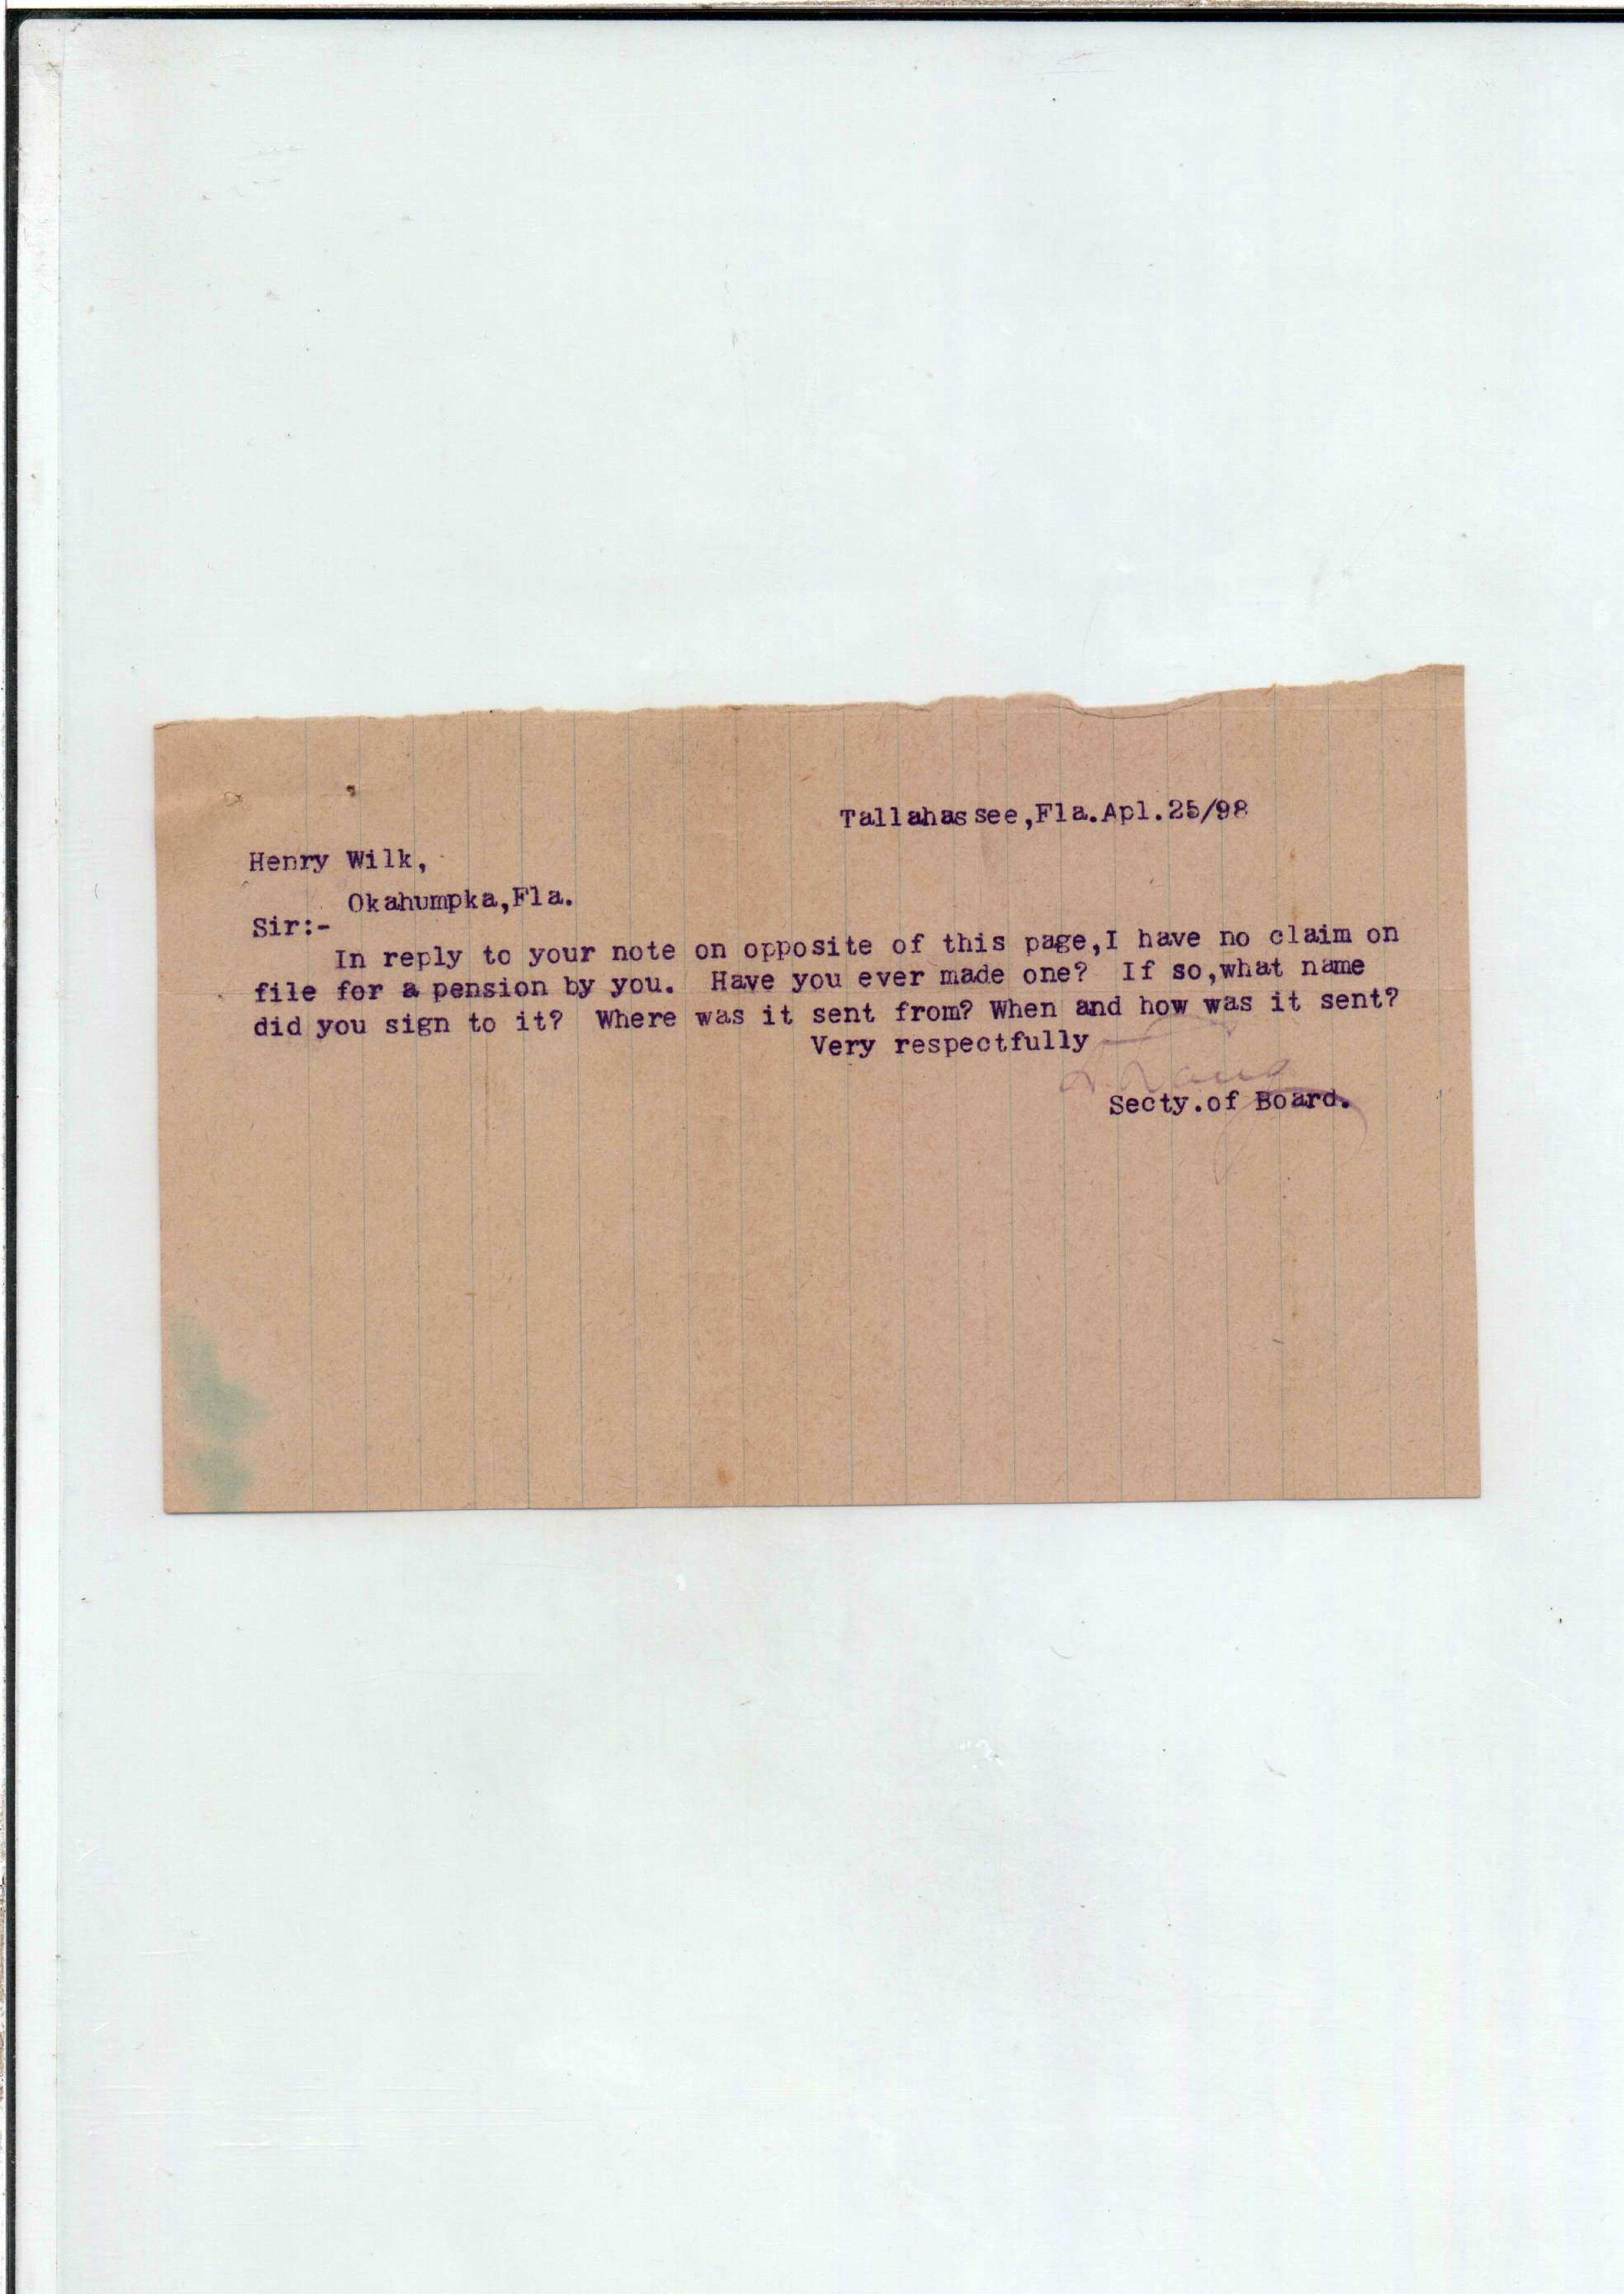 Tallahassee,Fla.Apl.25/98
Henry Wilk,
Okahumpka,Fla.
Sir:-
In reply to your note on opposite of this page,I have no claim on
file for a pension by you. Have you ever made one? If so,what name
did you sign to it? Where was it sent from? When and how was it sent?
Very respectfully
Secty.of Board.